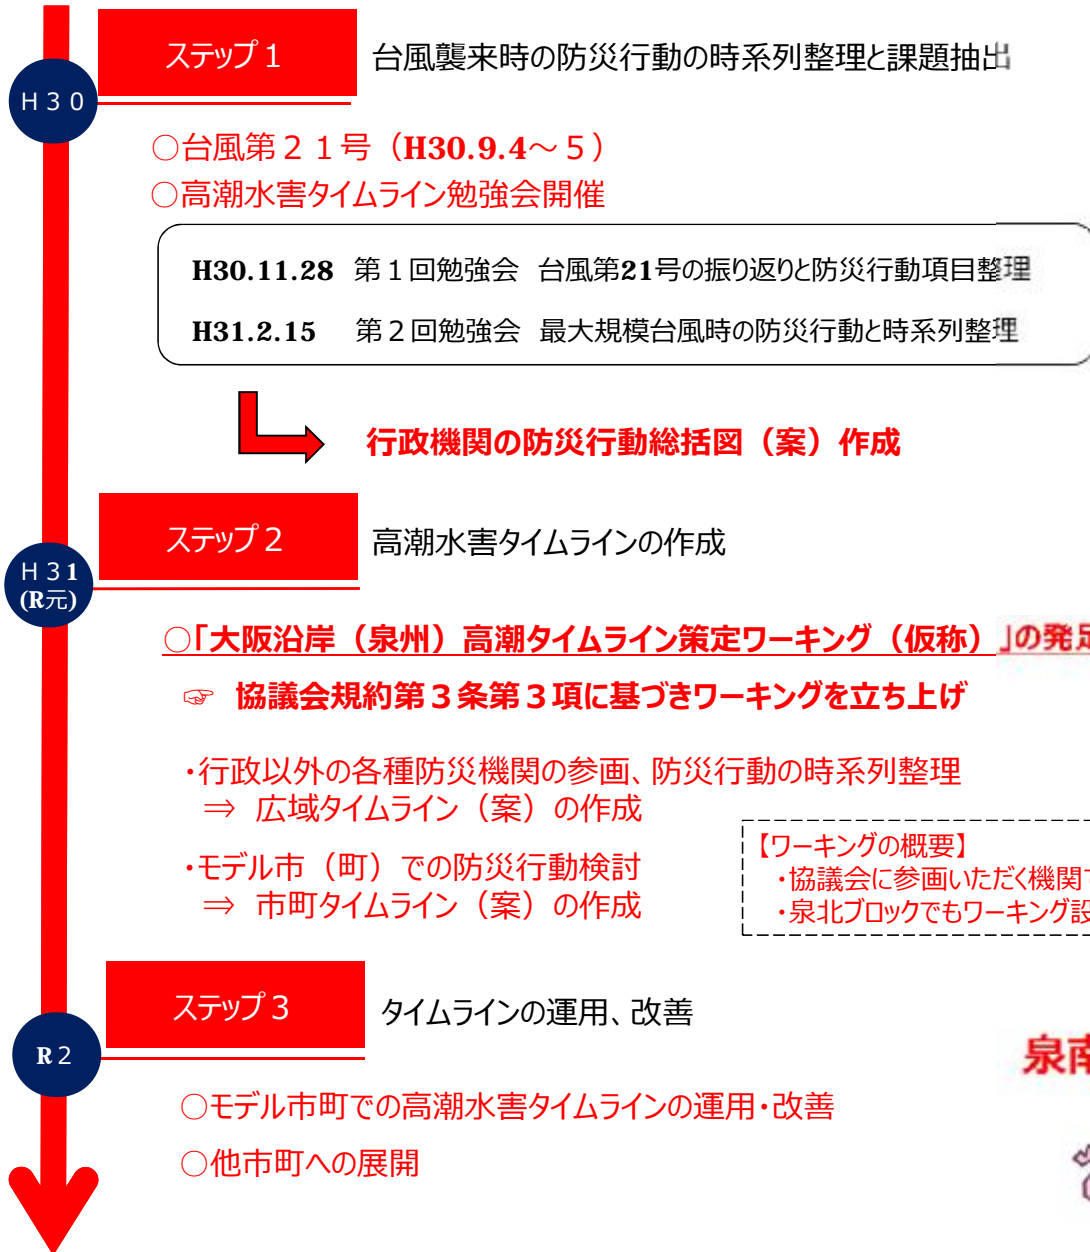 ステップ１
台風襲来時の防災行動の時系列整理と課題抽出
Ｈ３０
○台風第２１号（H30.9.4～５）
○高潮水害タイムライン勉強会開催
H30.11.28 第１回勉強会 台風第21号の振り返りと防災行動項目整理
H31.2.15 第２回勉強会 最大規模台風時の防災行動と時系列整理
行政機関の防災行動総括図（案）作成
ステップ２
高潮水害タイムラインの作成
Ｈ３1
(R元)
○「大阪沿岸（泉州）高潮タイムライン策定ワーキング（仮称）」の発足
☞ 協議会規約第３条第３項に基づきワーキングを立ち上げ
・行政以外の各種防災機関の参画、防災行動の時系列整理
⇒ 広域タイムライン（案）の作成
・モデル市（町）での防災行動検討
⇒ 市町タイムライン（案）の作成
【ワーキングの概要】
・協議会に参画いただく機関で
・泉北ブロックでもワーキング設
ステップ３
タイムラインの運用、改善
R２
泉南
○モデル市町での高潮水害タイムラインの運用・改善
○他市町への展開